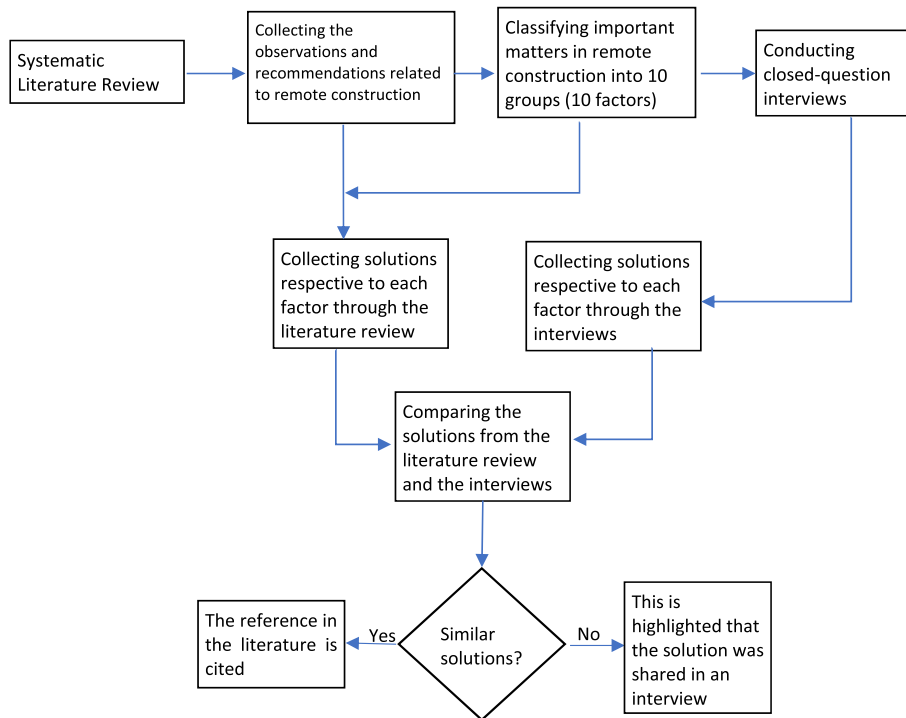 Systematic
Literature Review
Collecting the
observations and
recommendations related
to remote construction
Classifying important
matters in remote
construction into 10
groups (10 factors)
Conducting
closed-question
interviews
Collecting solutions
respective to each
factor through the
literature review
Collecting solutions
respective to each
factor through the
interviews
Comparing the
solutions from the
literature review
and the interviews
The reference in
the literature is
cited
Yes
Similar
solutions?
No
This is
highlighted that
the solution was
shared in an
interview